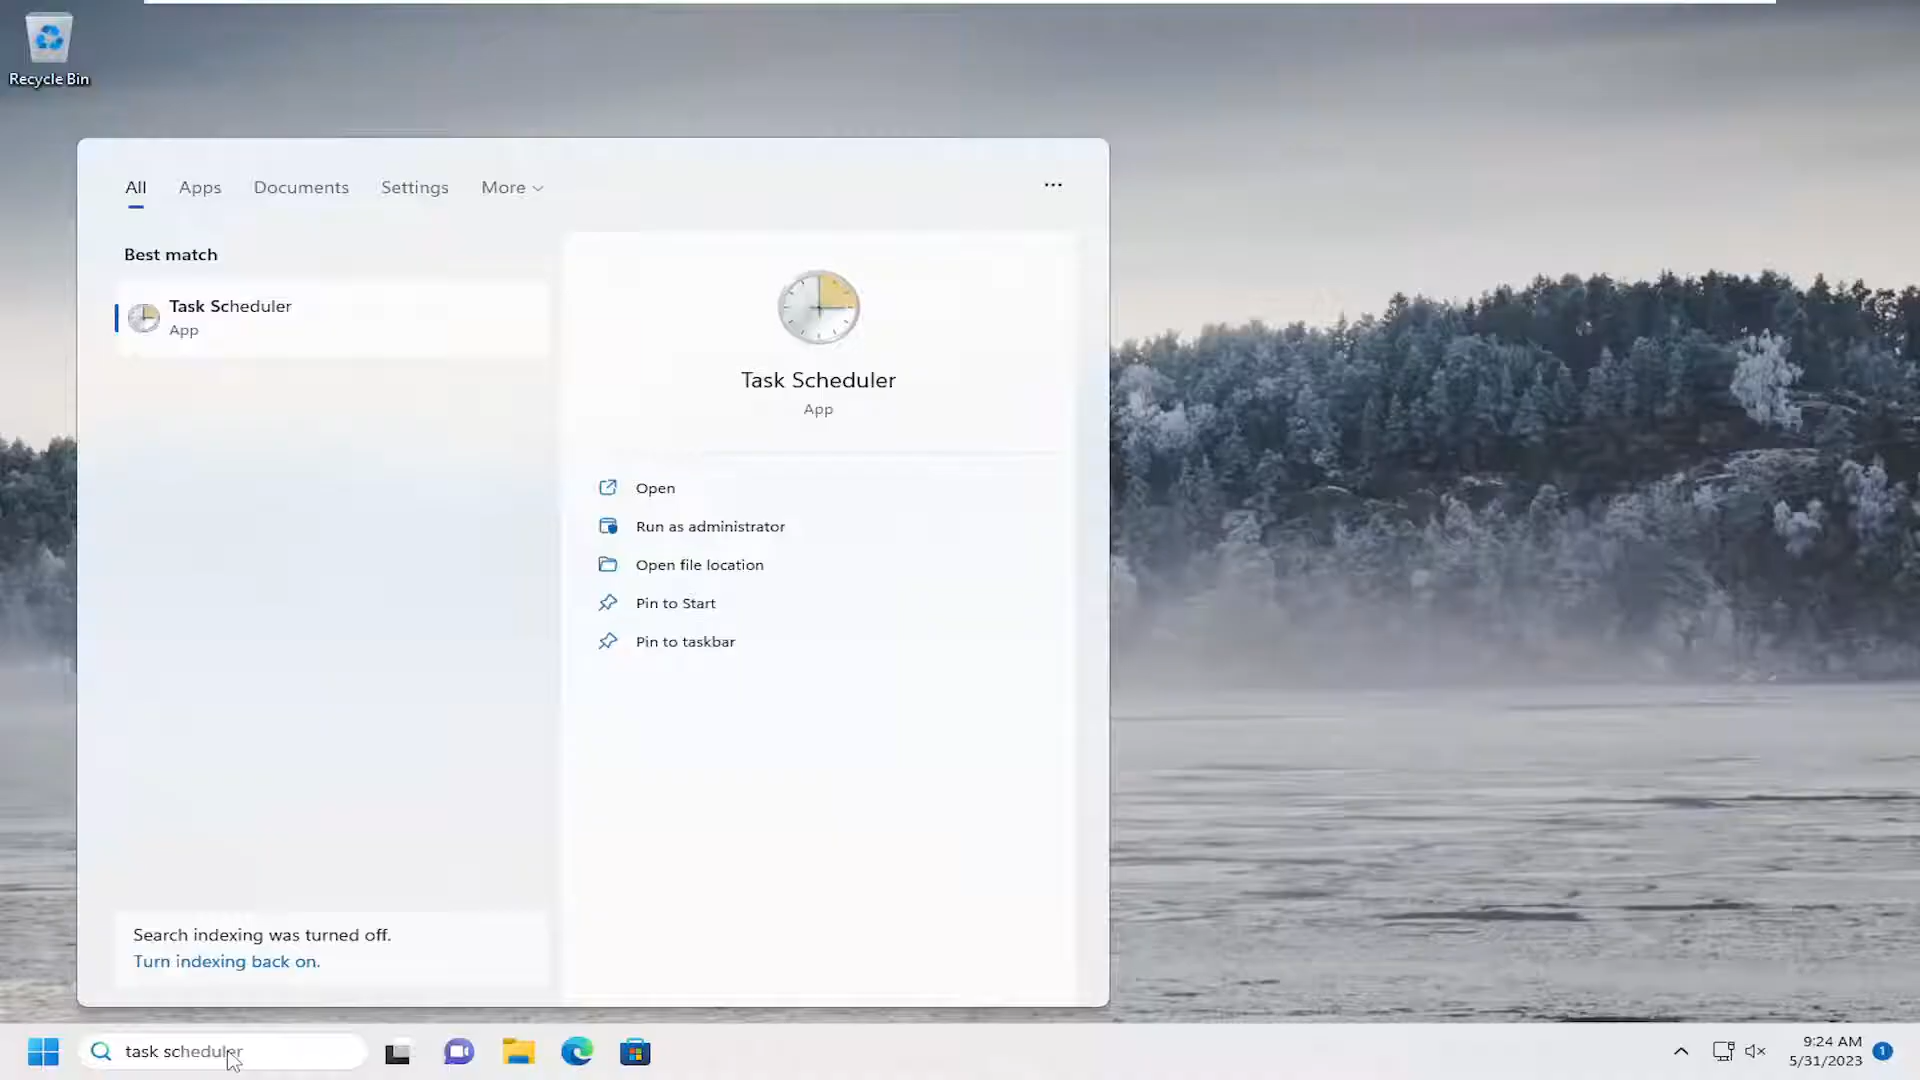 Recycle Bin
All Apps Documents Settings More
Best match
Task Scheduler
App
Task Scheduler
App
Open
Run as administrator
Open file location
Pin to Start
Pin to taskbar
Search indexing was turned off.
Turn indexing back on.
task scheduler
9:24 AM
5/31/2023
1